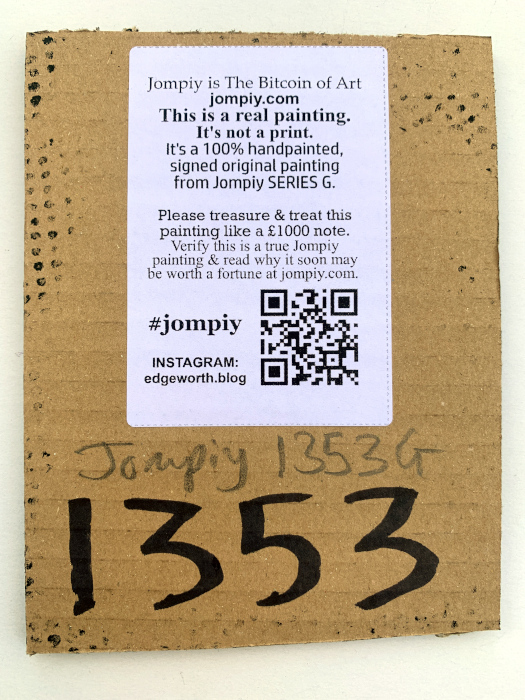 Jompiy is The Bitcoin of Art
jompiy.com
This is a real painting.
It's not a print.
It's a 100% handpainted,
signed original painting
from Jompiy SERIES G.
Please treasure & treat this
painting like a £1000 note.
Verify this is a true Jompiy
painting & read why it soon may
be worth a fortune at jompiy.com.
#jompiy
INSTAGRAM:
edgeworth.blog
Jompiy 1353G
1353